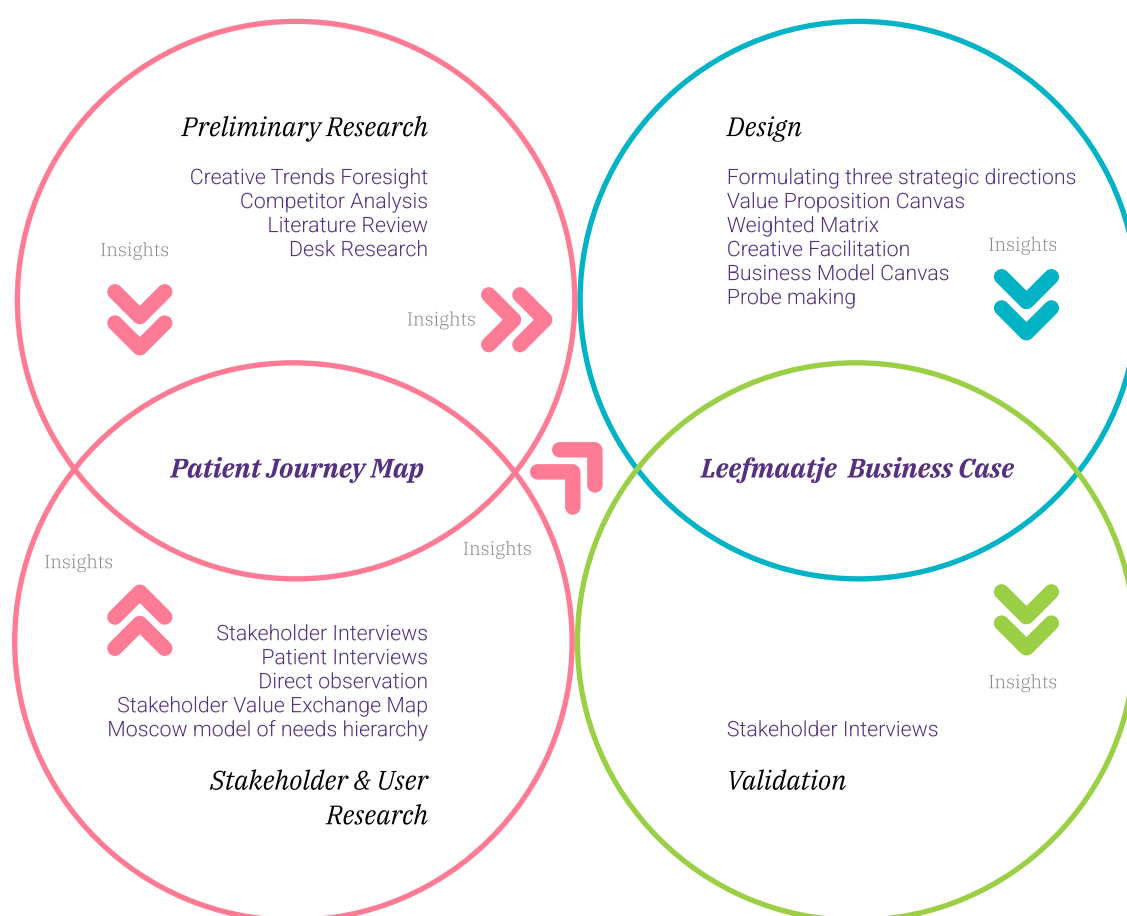 Preliminary Research
Creative Trends Foresight
Competitor Analysis
Literature Review
Desk Research
Insights
Insights
Patient Journey Map
Insights
Insights
Stakeholder Interviews
Patient Interviews
Direct observation
Stakeholder Value Exchange Map
Moscow model of needs hierarchy
Stakeholder & User
Research
Design
Formulating three strategic directions
Value Proposition Canvas
Weighted Matrix
Creative Facilitation
Business Model Canvas
Probe making
Insights
Leefmaatje Business Case
Insights
Stakeholder Interviews
Validation